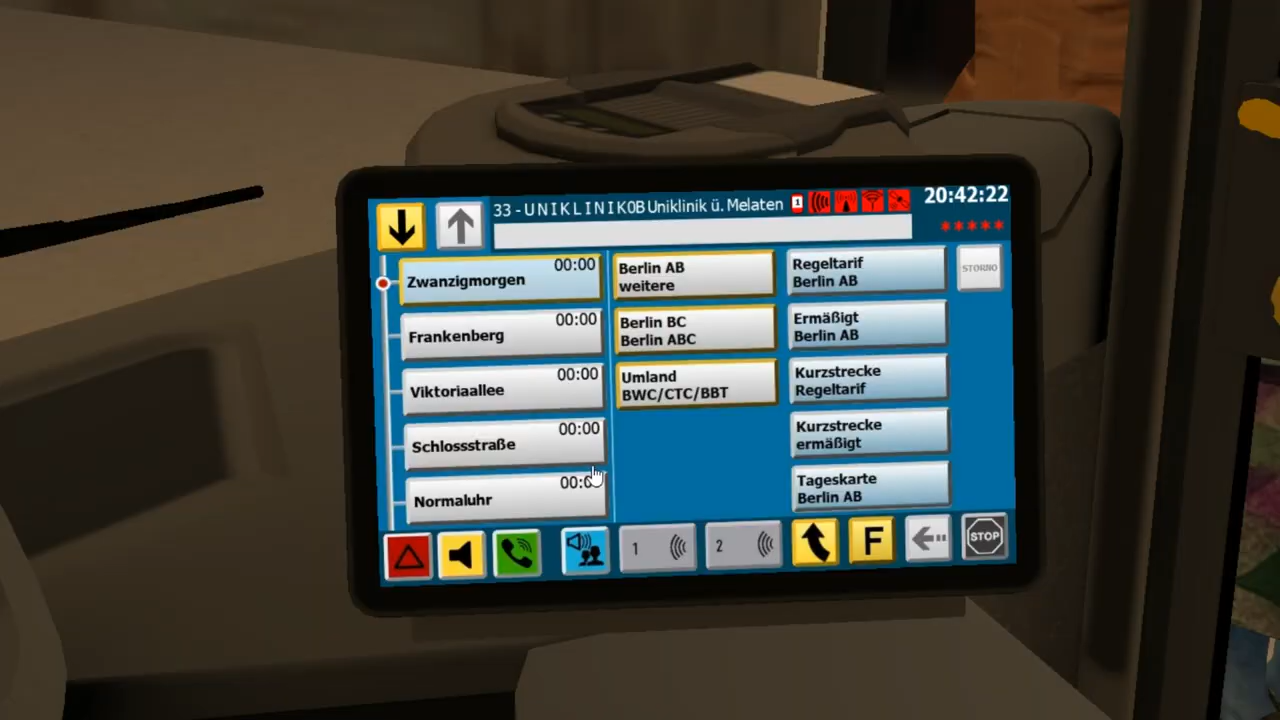 33 - U N I K L I N I K0B Uniklinik ü. Melaten 1 20:42:22
*****
Zwanzigmorgen 00:00
Frankenberg 00:00
Viktoriaallee 00:00
Schlossstraße 00:00
Normaluhr
Berlin AB
weitere
Berlin BC
Berlin ABC
Umland
BWC/CTC/BBT
Regeltarif
Berlin AB
Ermäßigt
Berlin AB
Kurzstrecke
Regeltarif
Kurzstrecke
ermäßigt
Tageskarte
Berlin AB
STORNO
1
2
F
STOP